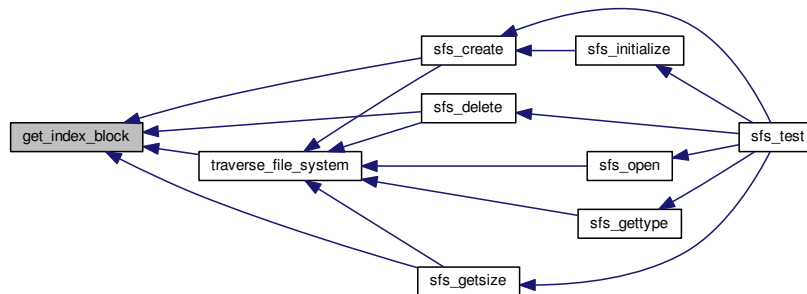 sfs_create
sfs_initialize
sfs_delete
get_index_block
sfs_test
traverse_file_system
sfs_open
sfs_gettype
sfs_getsize